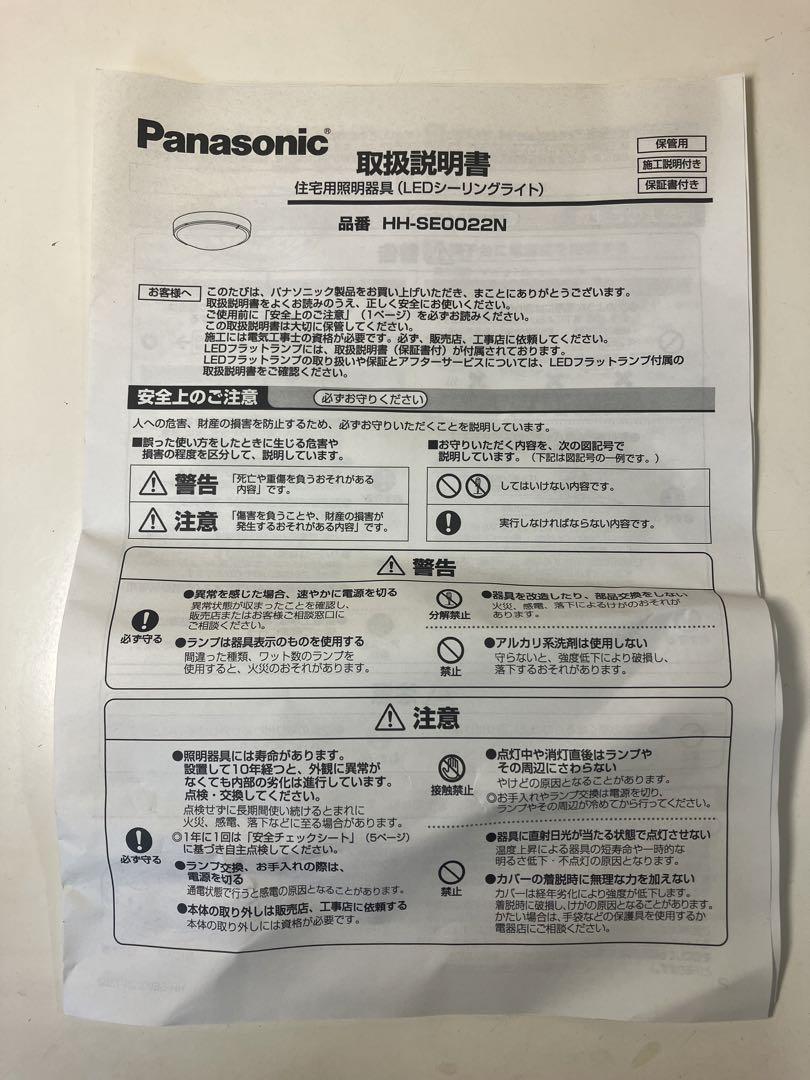 Panasonic®
取扱説明書
住宅用照明器具（LEDシーリングライト）
保管用
施工説明付き
保証書付き
品番 HH-SE0022N
お客様へ
このたびは、パナソニック製品をお買い上げいただき、まことにありがとうございます。
取扱説明書をよくお読みのうえ、正しく安全にお使いください。
ご使用前に「安全上のご注意」（1ページ）を必ずお読みください。
この取扱説明書は大切に保管してください。
施工には電気工事士の資格が必要です。必ず、販売店、工事店に依頼してください。
LEDフラットランプには、取扱説明書（保証書付）が付属されております。
LEDフラットランプの取り扱いや保証とアフターサービスについては、LEDフラットランプ付属の
取扱説明書をご確認ください。
安全上のご注意
必ずお守りください
人への危害、財産の損害を防止するため、必ずお守りいただくことを説明しています。
■誤った使い方をしたときに生じる危害や
損害の程度を区分して、説明しています。
警告
「死亡や重傷を負うおそれがある
内容」です。
注意
「傷害を負うことや、財産の損害が
発生するおそれがある内容」です。
■お守りいただく内容を、次の図記号で
説明しています。（下記は図記号の一例です。）
してはいけない内容です。
実行しなければならない内容です。
警告
必ず守る
●異常を感じた場合、速やかに電源を切る
異常状態が収まったことを確認し、
販売店またはお客様ご相談窓口に
ご相談ください。
●ランプは器具表示のものを使用する
間違った種類、ワット数のランプを
使用すると、火災のおそれがあります。
分解禁止
●器具を改造したり、部品交換をしない
火災、感電、落下によるけがのおそれが
あります。
禁止
●アルカリ系洗剤は使用しない
守らないと、強度低下により破損し、
落下するおそれがあります。
注意
必ず守る
●照明器具には寿命があります。
設置して10年経つと、外観に異常が
なくても内部の劣化は進行しています。
点検・交換してください。
点検せずに長期間使い続けるとまれに
火災、感電、落下などに至る場合があります。
◎1年に1回は「安全チェックシート」（5ページ）
に基づき自主点検してください。
●ランプ交換、お手入れの際は、
電源を切る
通電状態で行うと感電の原因となることがあります。
●本体の取り外しは販売店、工事店に依頼する
本体の取り外しには資格が必要です。
接触禁止
●点灯中や消灯直後はランプや
その周辺にさわらない
やけどの原因となることがあります。
◎お手入れやランプ交換は電源を切り、
ランプやその周辺が冷めてから行ってください。
禁止
●器具に直射日光が当たる状態で点灯させない
温度上昇による器具の短寿命や一時的な
明るさ低下・不点灯の原因となります。
●カバーの着脱時に無理な力を加えない
カバーは経年劣化により強度が低下します。
着脱時に破損し、けがの原因となることがあります。
かたい場合は、手袋などの保護具を使用するか
電器店にご相談ください。